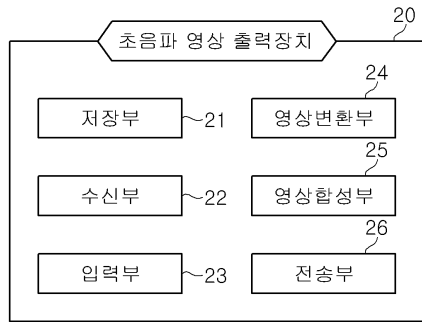 초음파 영상 출력장치
20
저장부
21
수신부
22
입력부
23
24
영상변환부
25
영상합성부
26
전송부